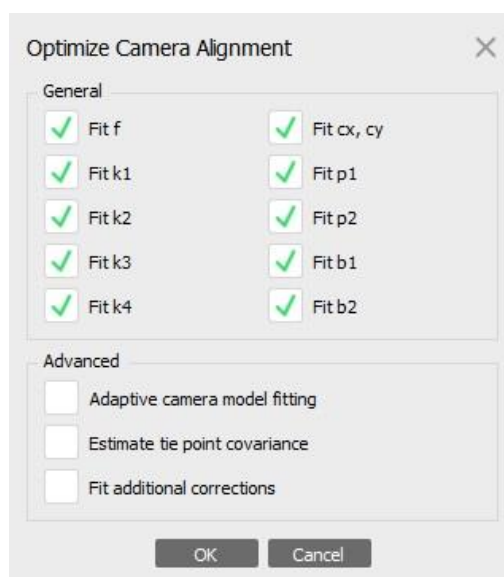 Optimize Camera Alignment
General
Fit f
Fit cx, cy
Fit k1
Fit p1
Fit k2
Fit p2
Fit k3
Fit b1
Fit k4
Fit b2
Advanced
Adaptive camera model fitting
Estimate tie point covariance
Fit additional corrections
OK
Cancel